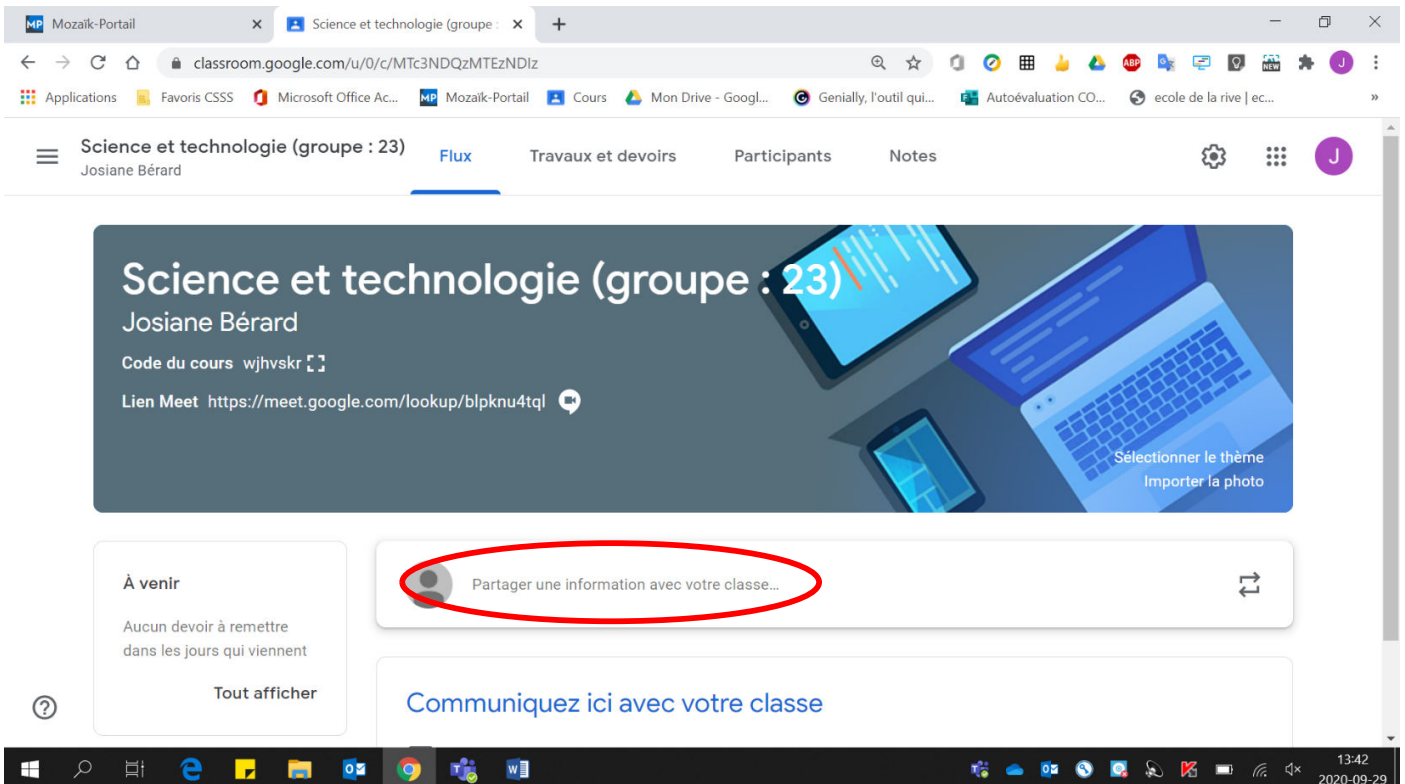 Mozaïk-Portail
Science et technologie (groupe :
classroom.google.com/u/0/c/MTc3NDQzMTEzNDIz
J
Applications
Favoris CSSS
Microsoft Office Ac...
Mozaïk-Portail
Cours
Mon Drive - Googl...
Genially, l'outil qui...
Autoévaluation CO...
ecole de la rive | ec...
»
Science et technologie (groupe : 23)
Josiane Bérard
Flux
Travaux et devoirs
Participants
Notes
J
Science et technologie (groupe : 23)
Josiane Bérard
Code du cours wjhvskr
Lien Meet https://meet.google.com/lookup/blpknu4tql
Sélectionner le thème
Importer la photo
À venir
Aucun devoir à remettre
dans les jours qui viennent
Tout afficher
Partager une information avec votre classe...
Communiquez ici avec votre classe
13:42
2020-09-29